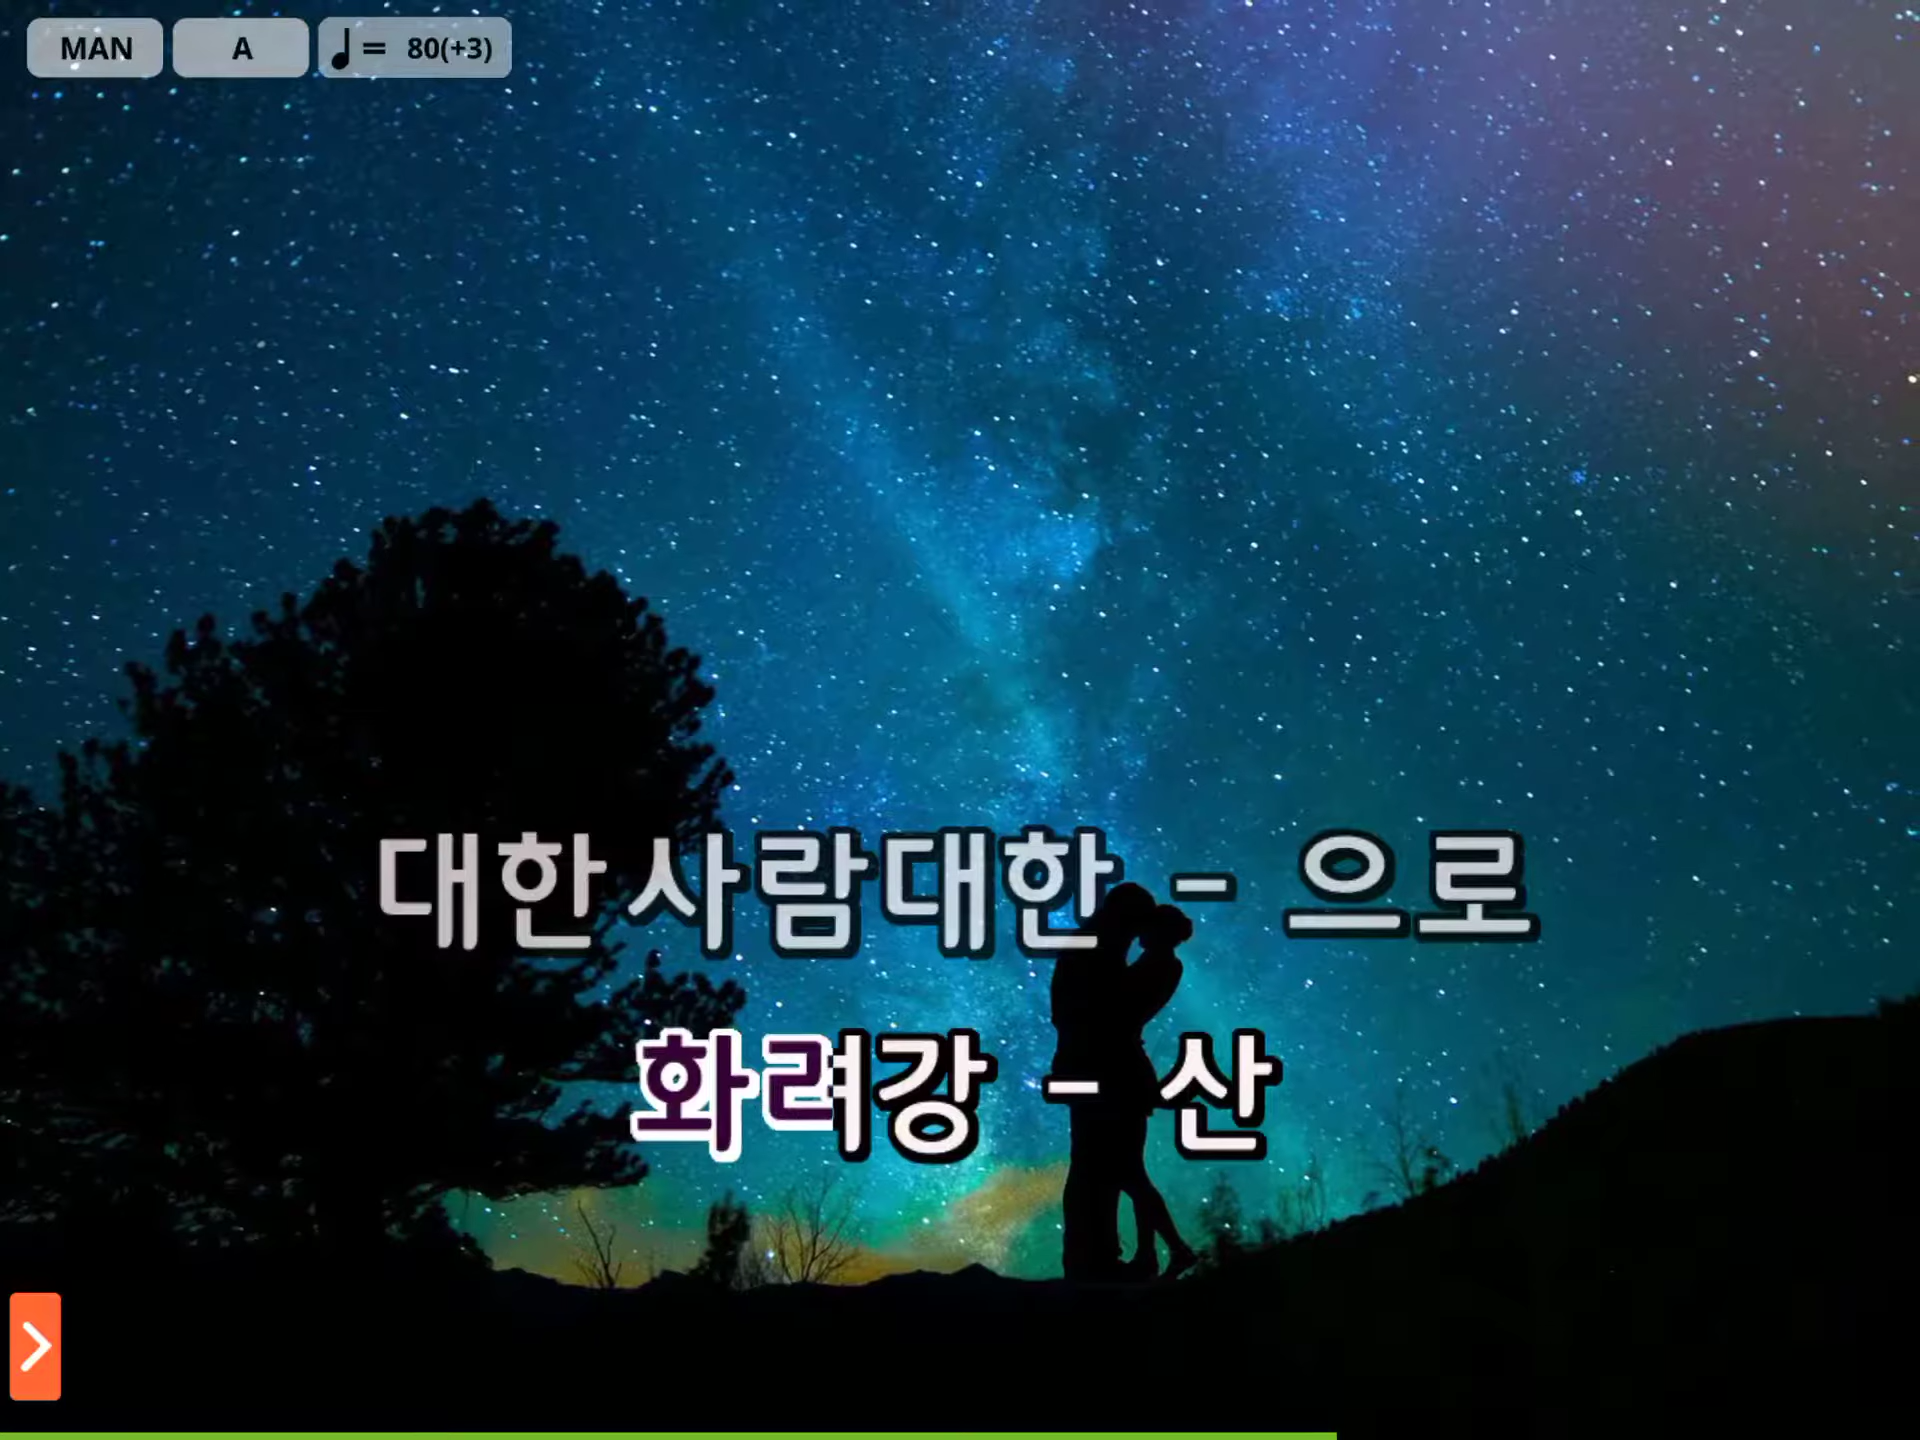 MAN A ♩= 80(+3)
대한사람대한 - 으로
화려강 - 산